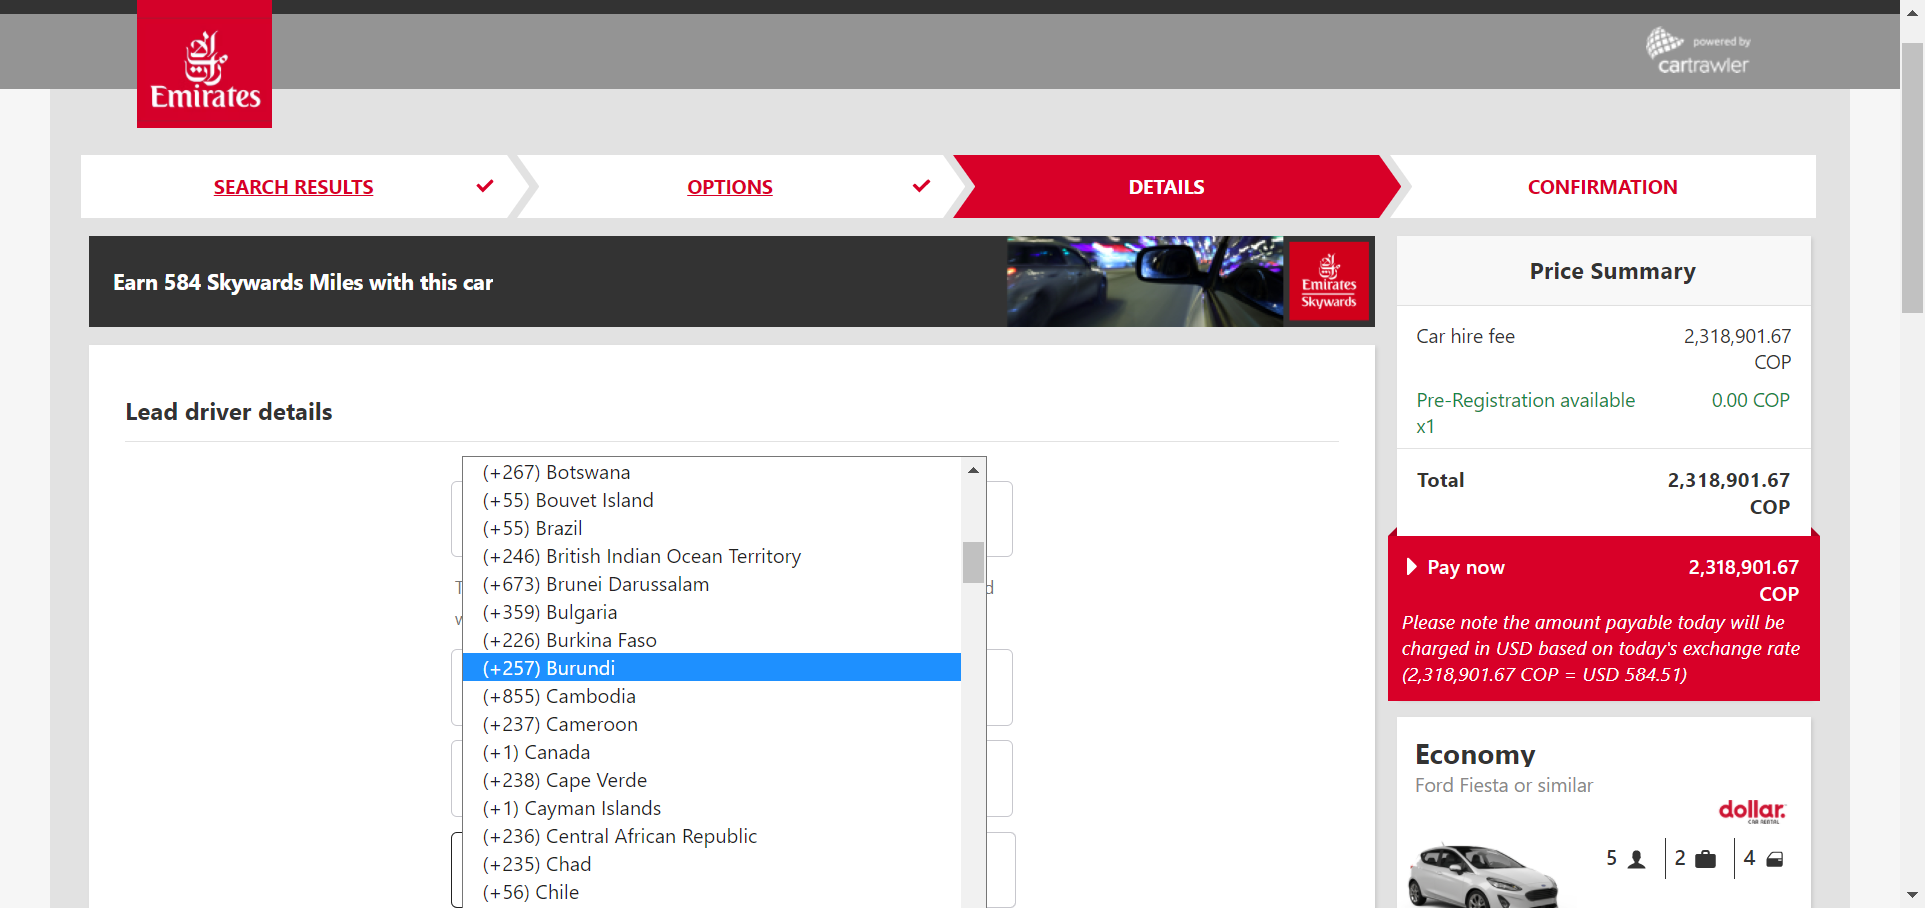 Emirates
powered by
cartrawler
SEARCH RESULTS
OPTIONS
DETAILS
CONFIRMATION
Earn 584 Skywards Miles with this car
Emirates
Skywards
Lead driver details
(+267) Botswana
(+55) Bouvet Island
(+55) Brazil
(+246) British Indian Ocean Territory
(+673) Brunei Darussalam
(+359) Bulgaria
(+226) Burkina Faso
(+257) Burundi
(+855) Cambodia
(+237) Cameroon
(+1) Canada
(+238) Cape Verde
(+1) Cayman Islands
(+236) Central African Republic
(+235) Chad
(+56) Chile
Price Summary
Car hire fee 2,318,901.67
COP
Pre-Registration available 0.00 COP
x1
Total 2,318,901.67
COP
Pay now 2,318,901.67
COP
Please note the amount payable today will be
charged in USD based on today's exchange rate
(2,318,901.67 COP = USD 584.51)
Economy
Ford Fiesta or similar
dollar.
CAR RENTAL
5 2 4